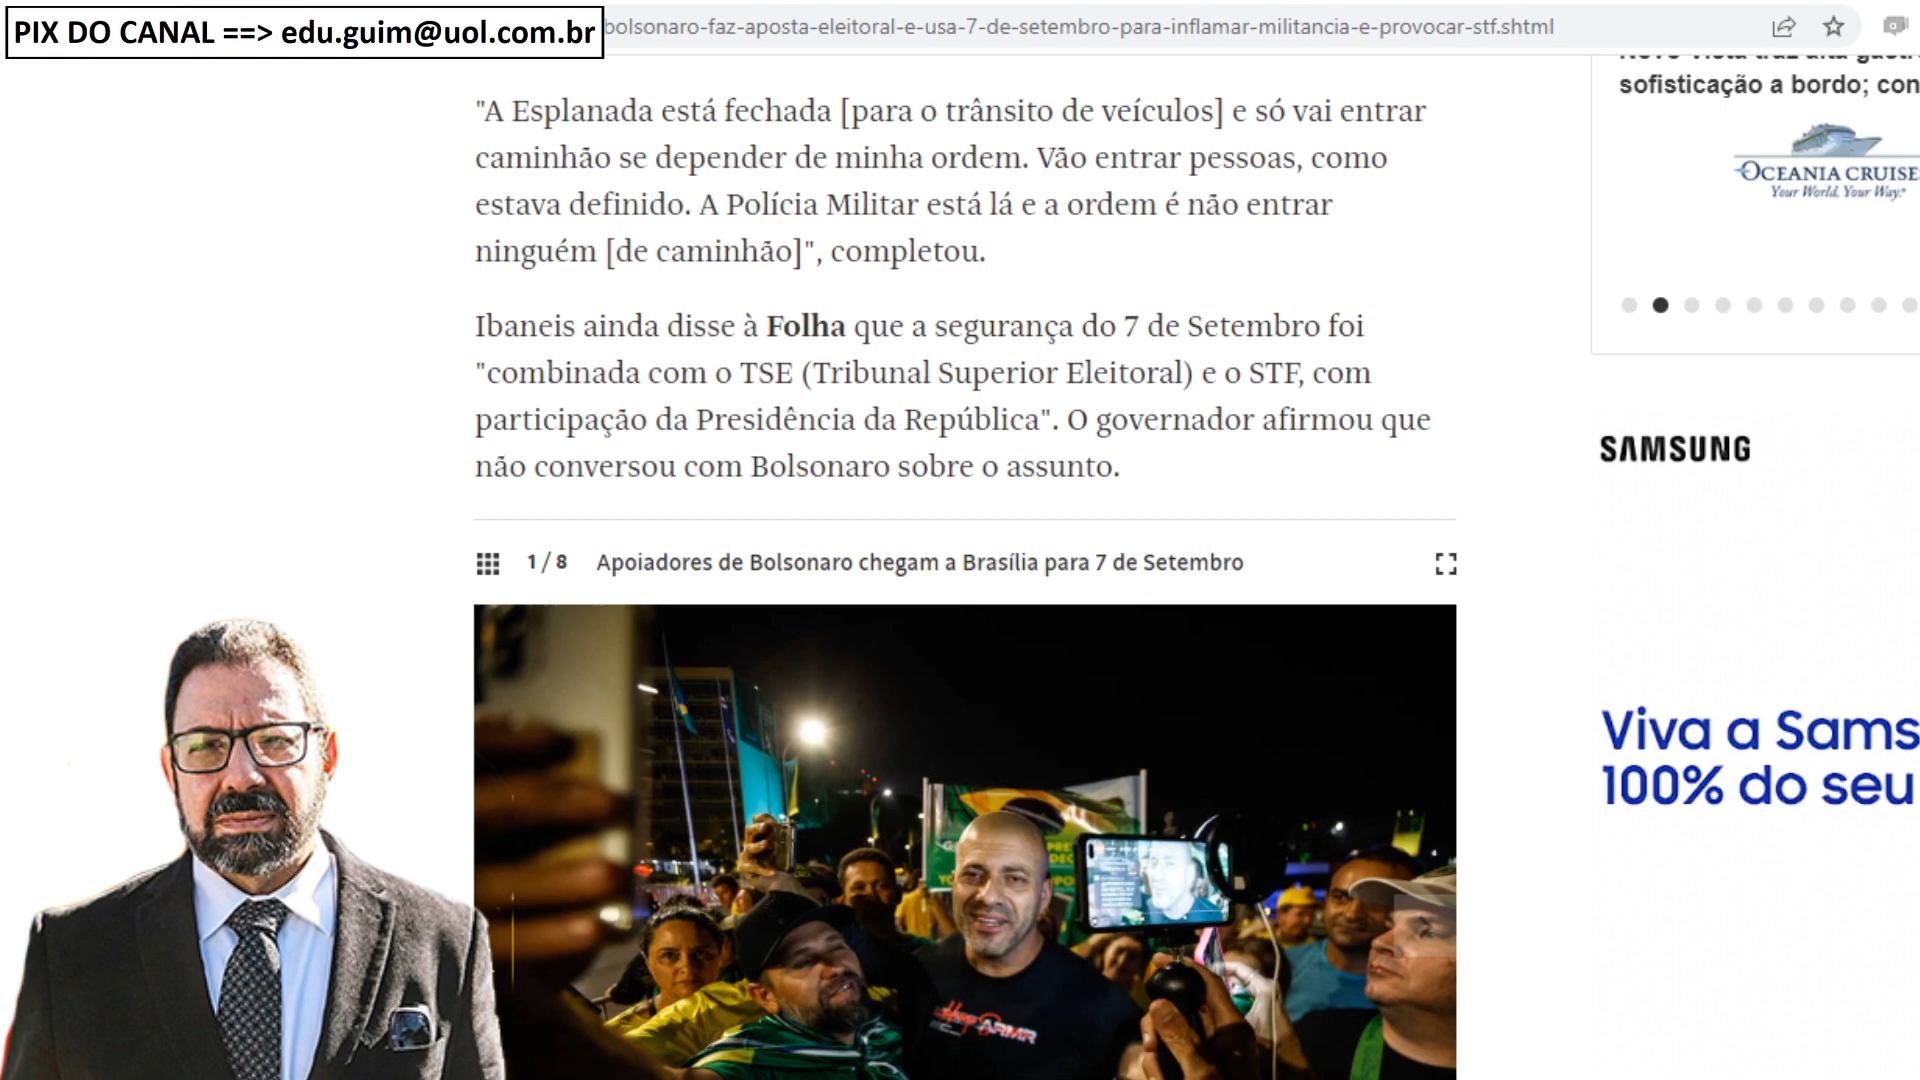 PIX DO CANAL ==> edu.guim@uol.com.br
bolsonaro-faz-aposta-eleitoral-e-usa-7-de-setembro-para-inflamar-militancia-e-provocar-stf.shtml
sofisticação a bordo; con
OCEANIA CRUISE
Your World. Your Way.®
"A Esplanada está fechada [para o trânsito de veículos] e só vai entrar
caminhão se depender de minha ordem. Vão entrar pessoas, como
estava definido. A Polícia Militar está lá e a ordem é não entrar
ninguém [de caminhão]", completou.
Ibaneis ainda disse à Folha que a segurança do 7 de Setembro foi
"combinada com o TSE (Tribunal Superior Eleitoral) e o STF, com
participação da Presidência da República". O governador afirmou que
não conversou com Bolsonaro sobre o assunto.
1 / 8 Apoiadores de Bolsonaro chegam a Brasília para 7 de Setembro
SAMSUNG
Viva a Sams
100% do seu